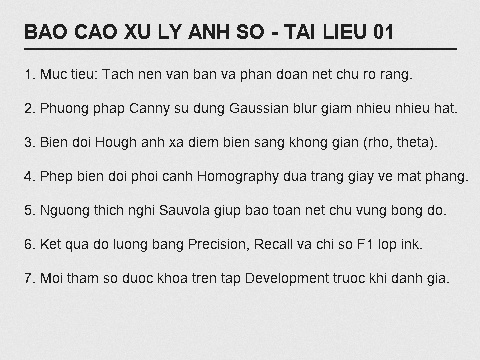 BAO CAO XU LY ANH SO - TAI LIEU 01
1. Muc tieu: Tach nen van ban va phan doan net chu ro rang.
2. Phuong phap Canny su dung Gaussian blur giam nhieu nhieu hat.
3. Bien doi Hough anh xa diem bien sang khong gian (rho, theta).
4. Phep bien doi phoi canh Homography dua trang giay ve mat phang.
5. Nguong thich nghi Sauvola giup bao toan net chu vung bong do.
6. Ket qua do luong bang Precision, Recall va chi so F1 lop ink.
7. Moi tham so duoc khoa tren tap Development truoc khi danh gia.